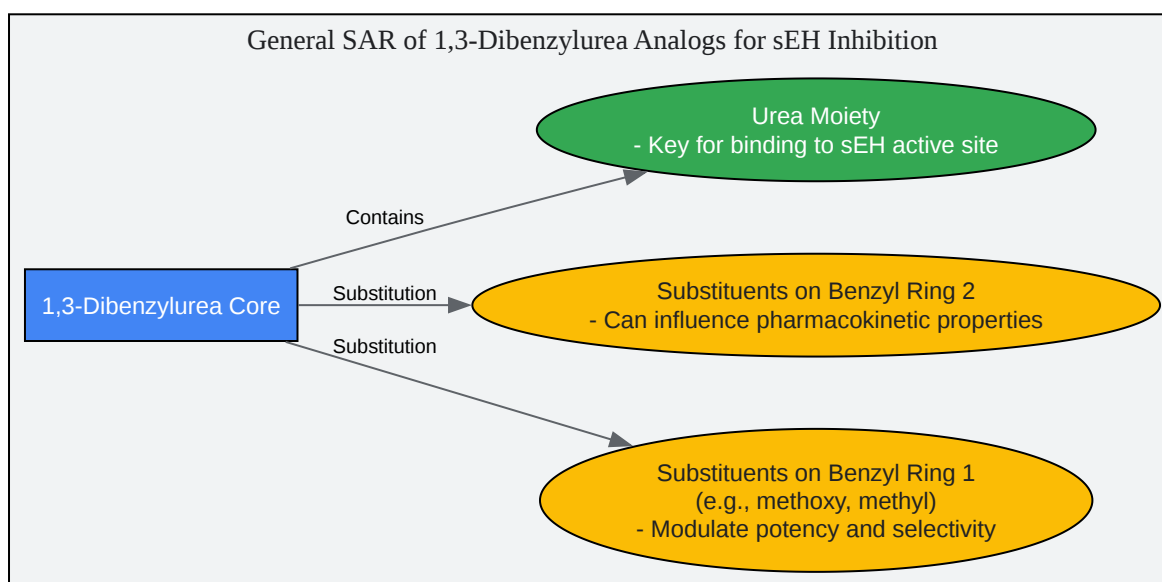 General SAR of 1,3-Dibenzylurea Analogs for sEH Inhibition
Urea Moiety
- Key for binding to sEH active site
Contains
1,3-Dibenzylurea Core
Substitution
Substituents on Benzyl Ring 2
- Can influence pharmacokinetic properties
Substitution
Substituents on Benzyl Ring 1
(e.g., methoxy, methyl)
- Modulate potency and selectivity